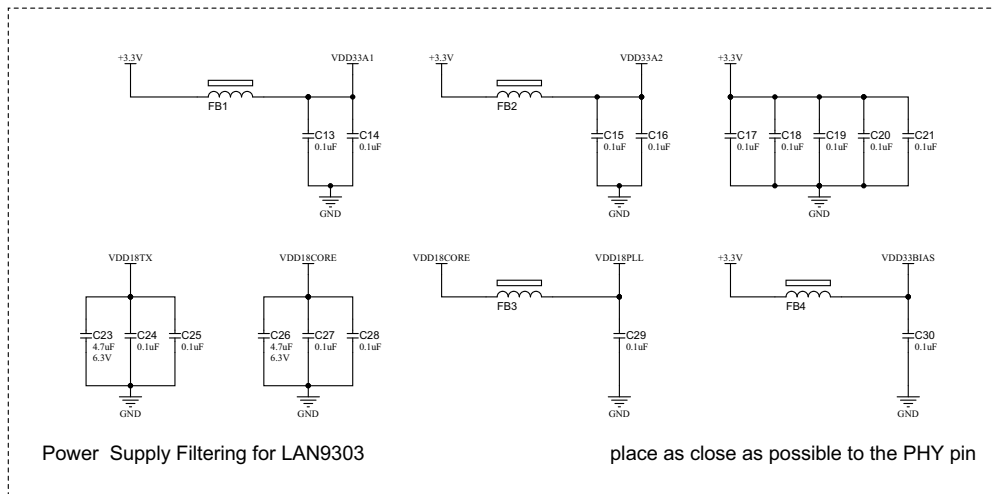 +3.3V
VDD33A1
FB1
C13
0.1uF
C14
0.1uF
GND
+3.3V
VDD33A2
FB2
C15
0.1uF
C16
0.1uF
GND
+3.3V
C17
0.1uF
C18
0.1uF
C19
0.1uF
C20
0.1uF
C21
0.1uF
GND
VDD18TX
C23
4.7uF
6.3V
C24
0.1uF
C25
0.1uF
GND
VDD18CORE
C26
4.7uF
6.3V
C27
0.1uF
C28
0.1uF
GND
VDD18CORE
VDD18PLL
FB3
C29
0.1uF
GND
+3.3V
VDD33BIAS
FB4
C30
0.1uF
GND
Power Supply Filtering for LAN9303
place as close as possible to the PHY pin